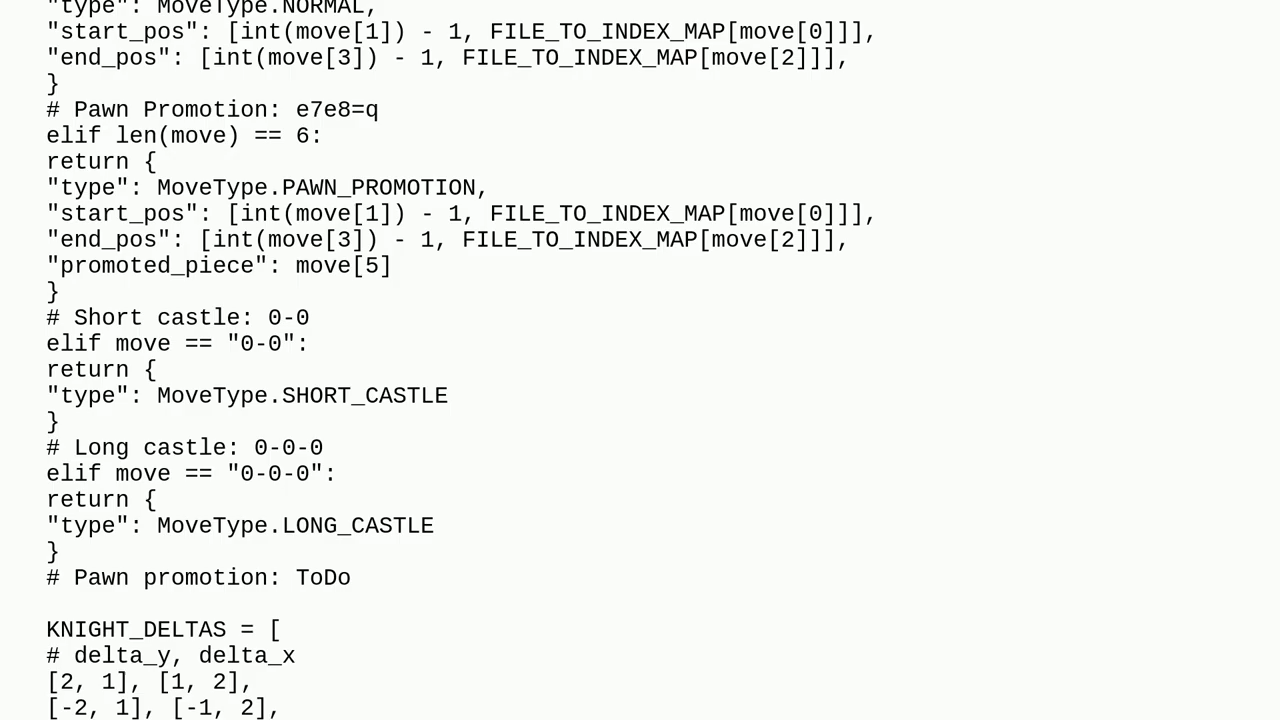 "type": MoveType.NORMAL,
"start_pos": [int(move[1]) - 1, FILE_TO_INDEX_MAP[move[0]]],
"end_pos": [int(move[3]) - 1, FILE_TO_INDEX_MAP[move[2]]],
}
# Pawn Promotion: e7e8=q
elif len(move) == 6:
return {
"type": MoveType.PAWN_PROMOTION,
"start_pos": [int(move[1]) - 1, FILE_TO_INDEX_MAP[move[0]]],
"end_pos": [int(move[3]) - 1, FILE_TO_INDEX_MAP[move[2]]],
"promoted_piece": move[5]
}
# Short castle: 0-0
elif move == "0-0":
return {
"type": MoveType.SHORT_CASTLE
}
# Long castle: 0-0-0
elif move == "0-0-0":
return {
"type": MoveType.LONG_CASTLE
}
# Pawn promotion: ToDo
KNIGHT_DELTAS = [
# delta_y, delta_x
[2, 1], [1, 2],
[-2, 1], [-1, 2],